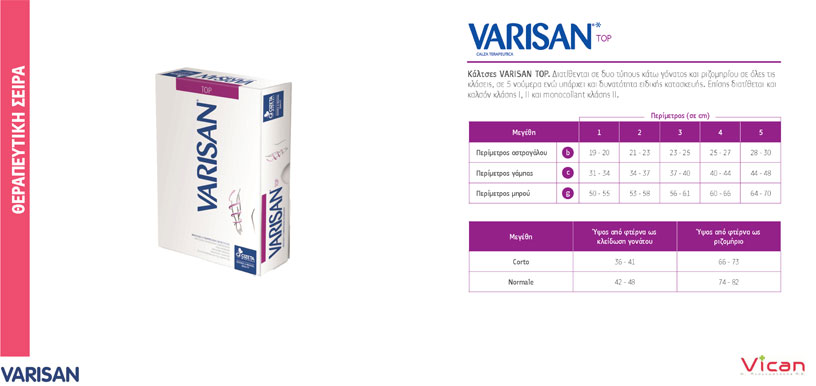 ΘΕΡΑΠΕΥΤΙΚΗ ΣΕΙΡΑ
TOP
VARISAN
VARISAN
VARISAN
VARISAN TOP
CALZA TERAPEUTICA
Κάλτσες VARISAN TOP. Διατίθενται σε δυο τύπους κάτω γόνατος και ριζομηρίου σε όλες τις
κλάσεις, σε 5 νούμερα ενώ υπάρχει και δυνατότητα ειδικής κατασκευής. Επίσης διατίθεται και
καλσόν κλάσης I, II και monocollant κλάσης II.
Περίμετρος (σε cm)
Μεγέθη 1 2 3 4 5
Περίμετρος αστραγάλου b 19 - 20 21 - 23 23 - 25 25 - 27 28 - 30
Περίμετρος γάμπας c 31 - 34 34 - 37 37 - 40 40 - 44 44 - 48
Περίμετρος μηρού g 50 - 55 53 - 58 56 - 61 60 - 66 64 - 70
Μεγέθη Ύψος από φτέρνα ως Ύψος από φτέρνα ως
κλείδωση γονάτου ριζομήριο
Corto 36 - 41 66 - 73
Normale 42 - 48 74 - 82
VARISAN
Vican